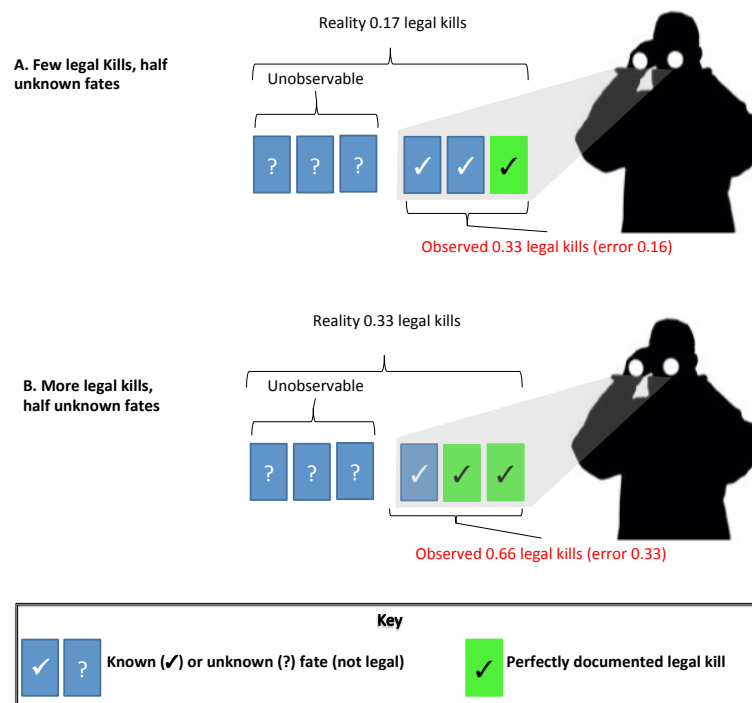 Reality 0.17 legal kills
A. Few legal Kills, half
unknown fates
Unobservable
? ? ? ✓ ✓ ✓
Observed 0.33 legal kills (error 0.16)
Reality 0.33 legal kills
B. More legal kills,
half unknown fates
Unobservable
? ? ? ✓ ✓ ✓
Observed 0.66 legal kills (error 0.33)
Key
✓ ? Known (✓) or unknown (?) fate (not legal)
✓ Perfectly documented legal kill